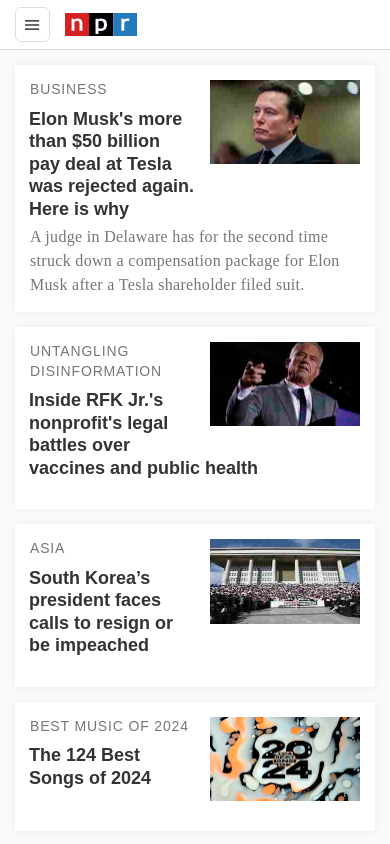 npr
BUSINESS
Elon Musk's more
than $50 billion
pay deal at Tesla
was rejected again.
Here is why
A judge in Delaware has for the second time
struck down a compensation package for Elon
Musk after a Tesla shareholder filed suit.
UNTANGLING
DISINFORMATION
Inside RFK Jr.'s
nonprofit's legal
battles over
vaccines and public health
ASIA
South Korea’s
president faces
calls to resign or
be impeached
BEST MUSIC OF 2024
The 124 Best
Songs of 2024
20
24